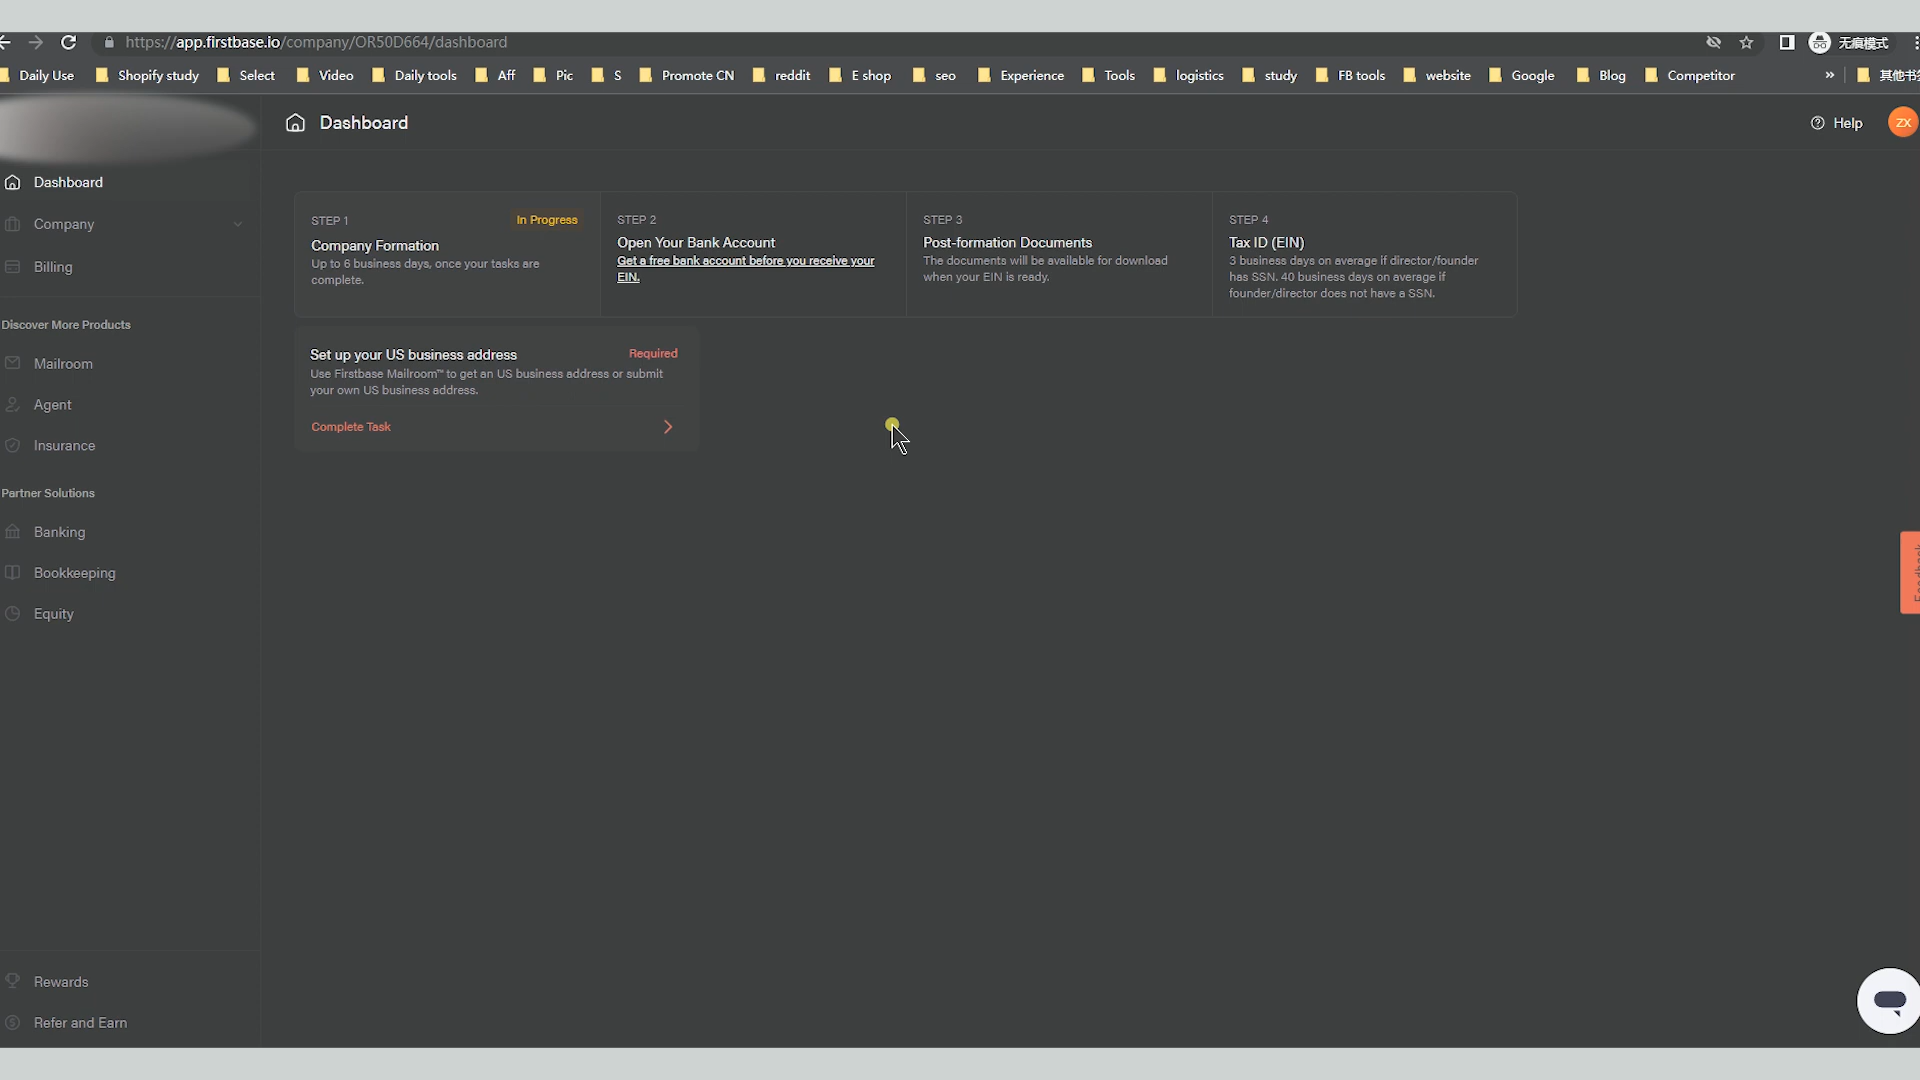 https://app.firstbase.io/company/OR50D664/dashboard
无痕模式
Daily Use
Shopify study
Select
Video
Daily tools
Aff
Pic
S
Promote CN
reddit
E shop
seo
Experience
Tools
logistics
study
FB tools
website
Google
Blog
Competitor
»
其他书签
Dashboard
Help
ZX
Dashboard
Company
Billing
Discover More Products
Mailroom
Agent
Insurance
Partner Solutions
Banking
Bookkeeping
Equity
Rewards
Refer and Earn
STEP 1
In Progress
Company Formation
Up to 6 business days, once your tasks are
complete.
STEP 2
Open Your Bank Account
Get a free bank account before you receive your
EIN.
STEP 3
Post-formation Documents
The documents will be available for download
when your EIN is ready.
STEP 4
Tax ID (EIN)
3 business days on average if director/founder
has SSN. 40 business days on average if
founder/director does not have a SSN.
Set up your US business address
Required
Use Firstbase Mailroom™ to get an US business address or submit
your own US business address.
Complete Task
Feedback